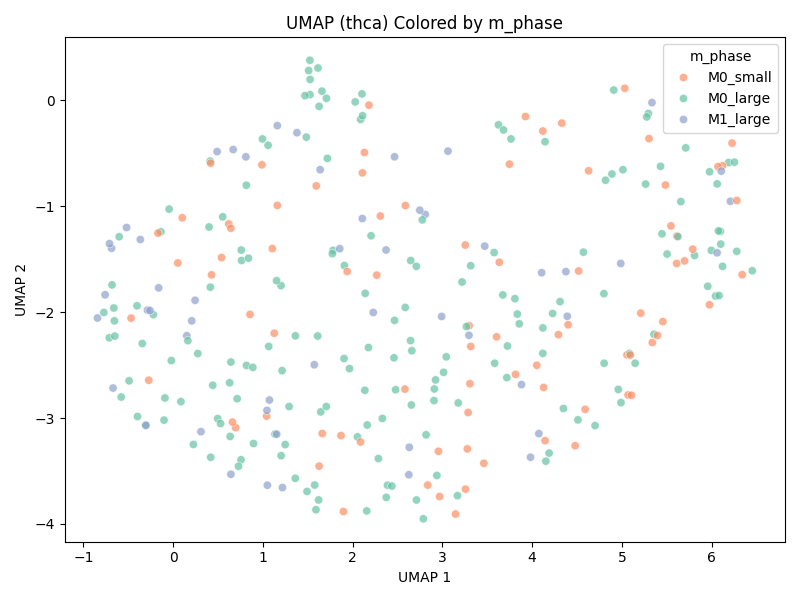 UMAP (thca) Colored by m_phase
m_phase
M0_small
M0_large
M1_large
UMAP 2
0
−1
−2
−3
−4
−1 0 1 2 3 4 5 6
UMAP 1